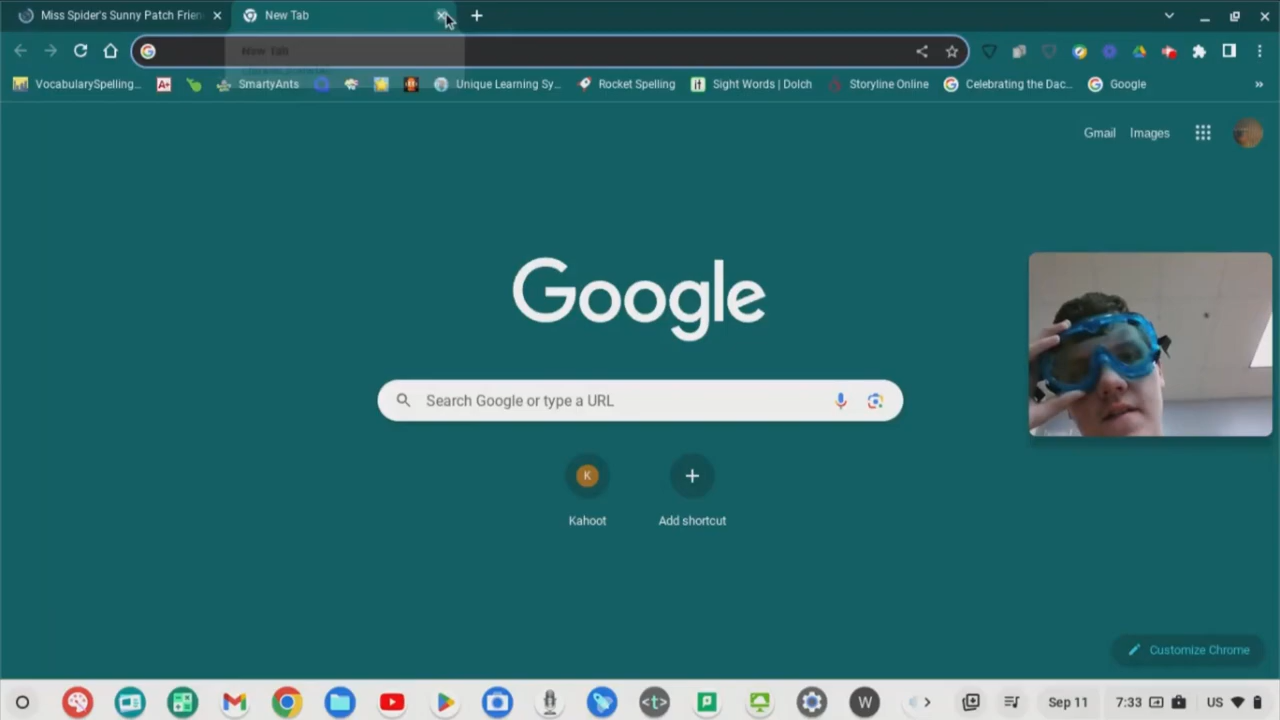 Miss Spider's Sunny Patch Frien
New Tab
New Tab
VocabularySpelling...
A+
SmartyAnts
Unique Learning Sy...
Rocket Spelling
Sight Words | Dolch
Storyline Online
Celebrating the Dac...
Google
»
Gmail
Images
Google
Search Google or type a URL
K
Kahoot
Add shortcut
Customize Chrome
<t>
W
Sep 11
7:33
US